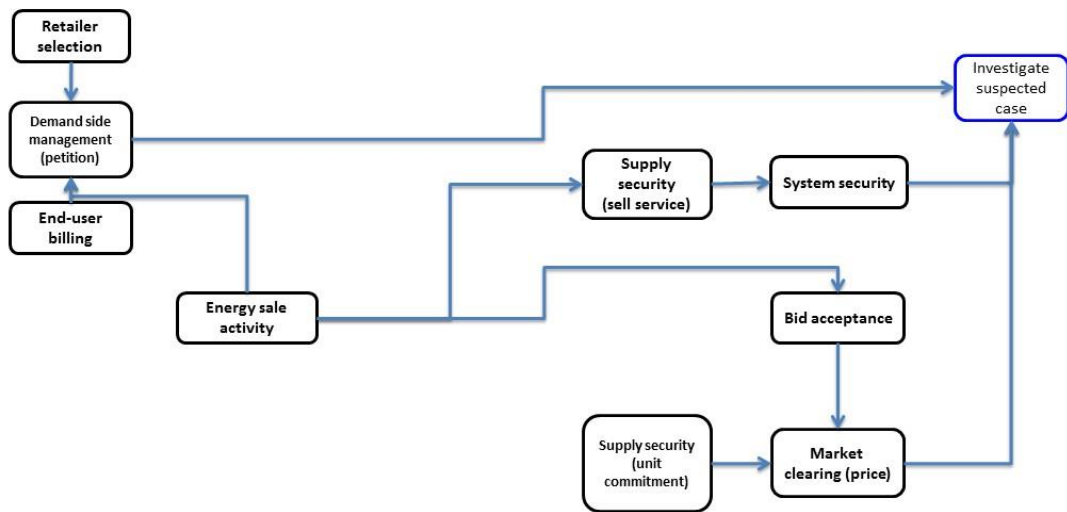 Retailer
selection
Investigate
suspected
case
Demand side
management
(petition)
Supply
security
(sell service)
System security
End-user
billing
Energy sale
activity
Bid acceptance
Supply security
(unit
commitment)
Market
clearing (price)